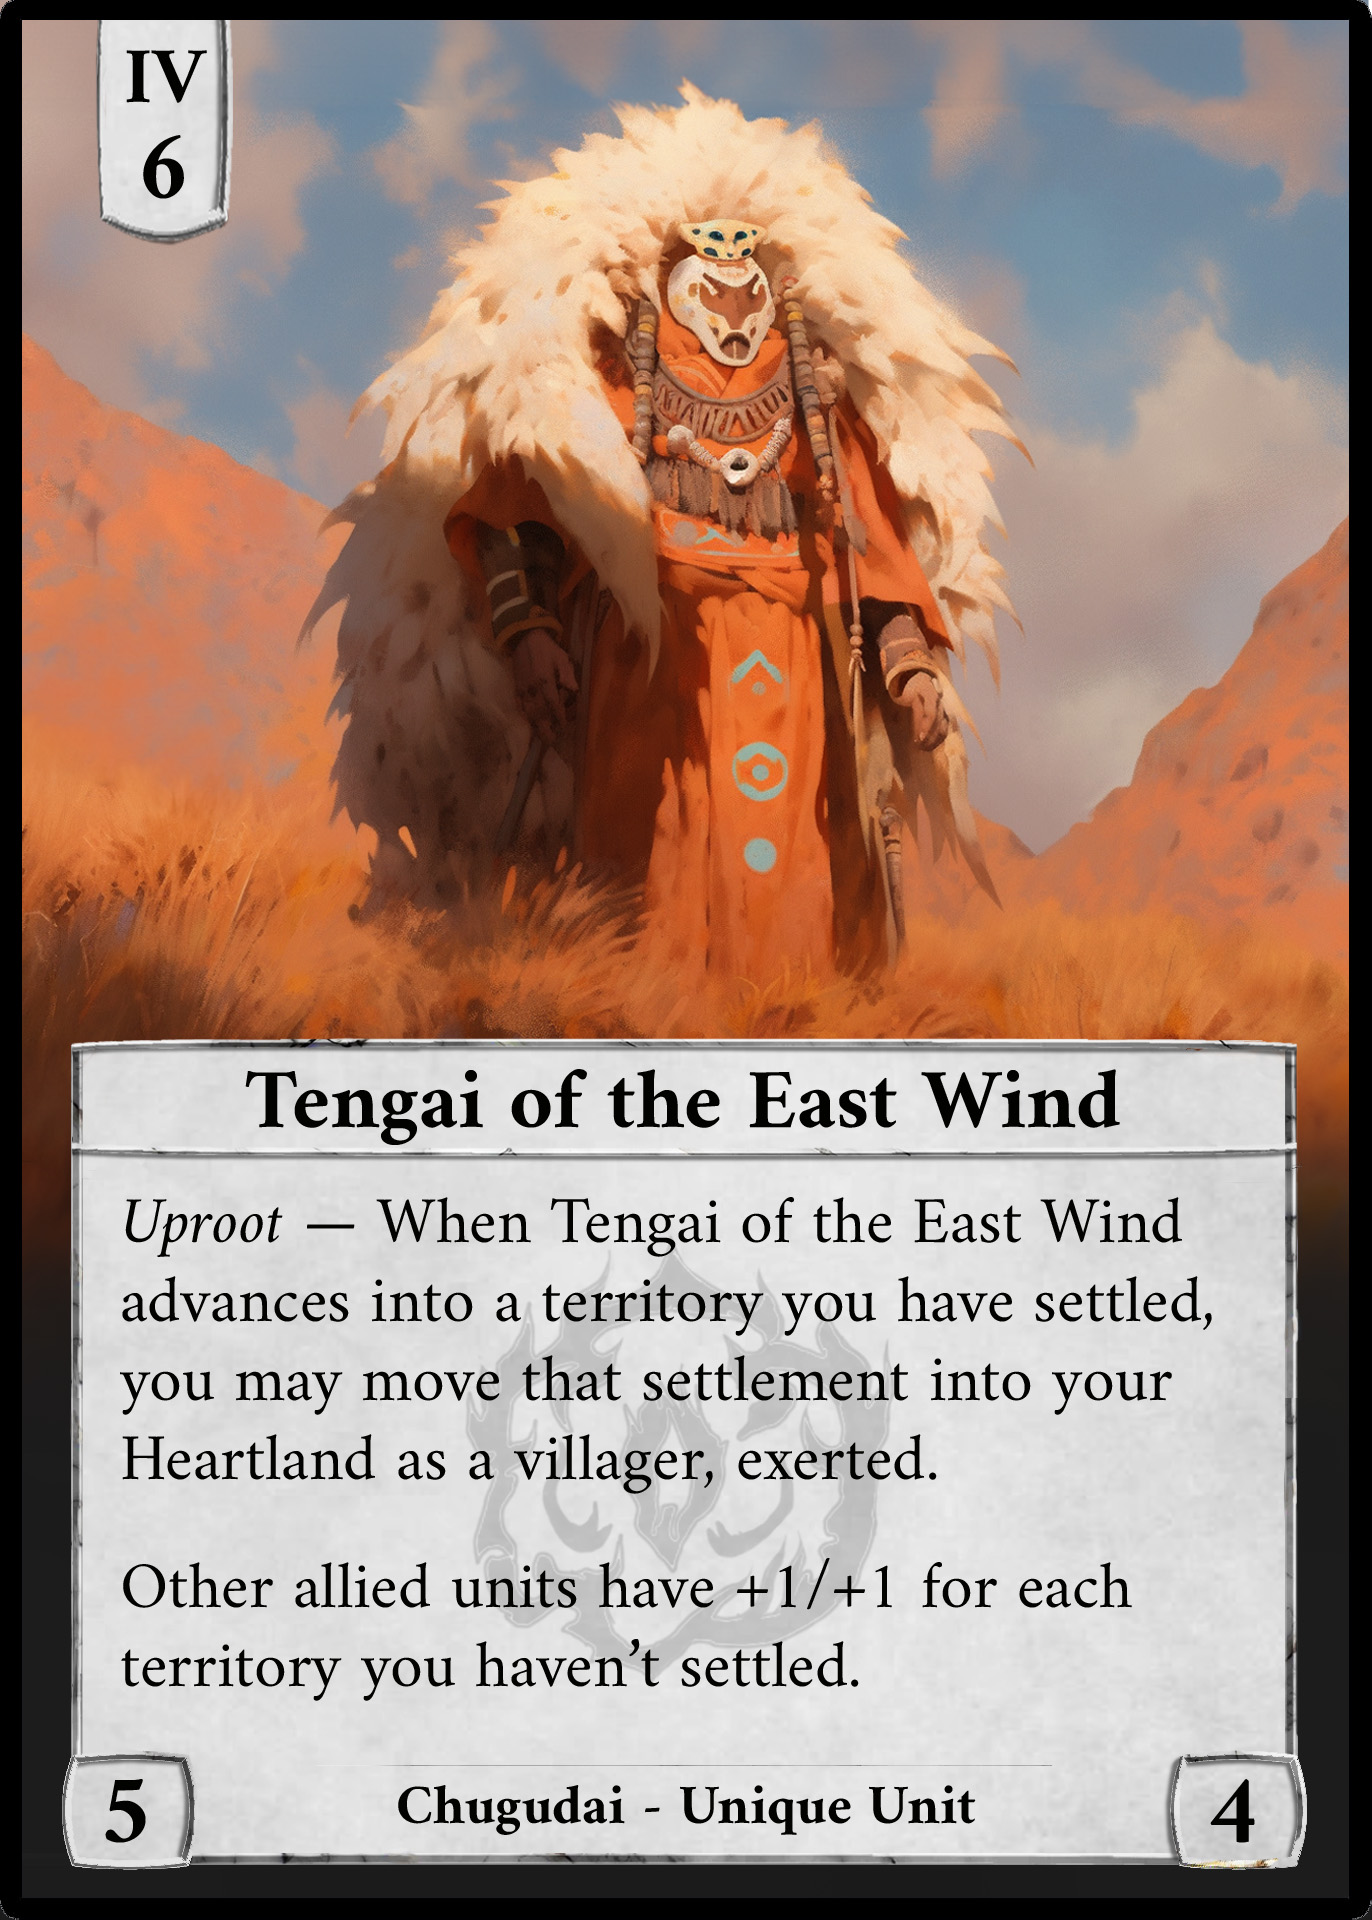 IV
6
Tengai of the East Wind
Uproot — When Tengai of the East Wind
advances into a territory you have settled,
you may move that settlement into your
Heartland as a villager, exerted.
Other allied units have +1/+1 for each
territory you haven’t settled.
5
Chugudai - Unique Unit
4